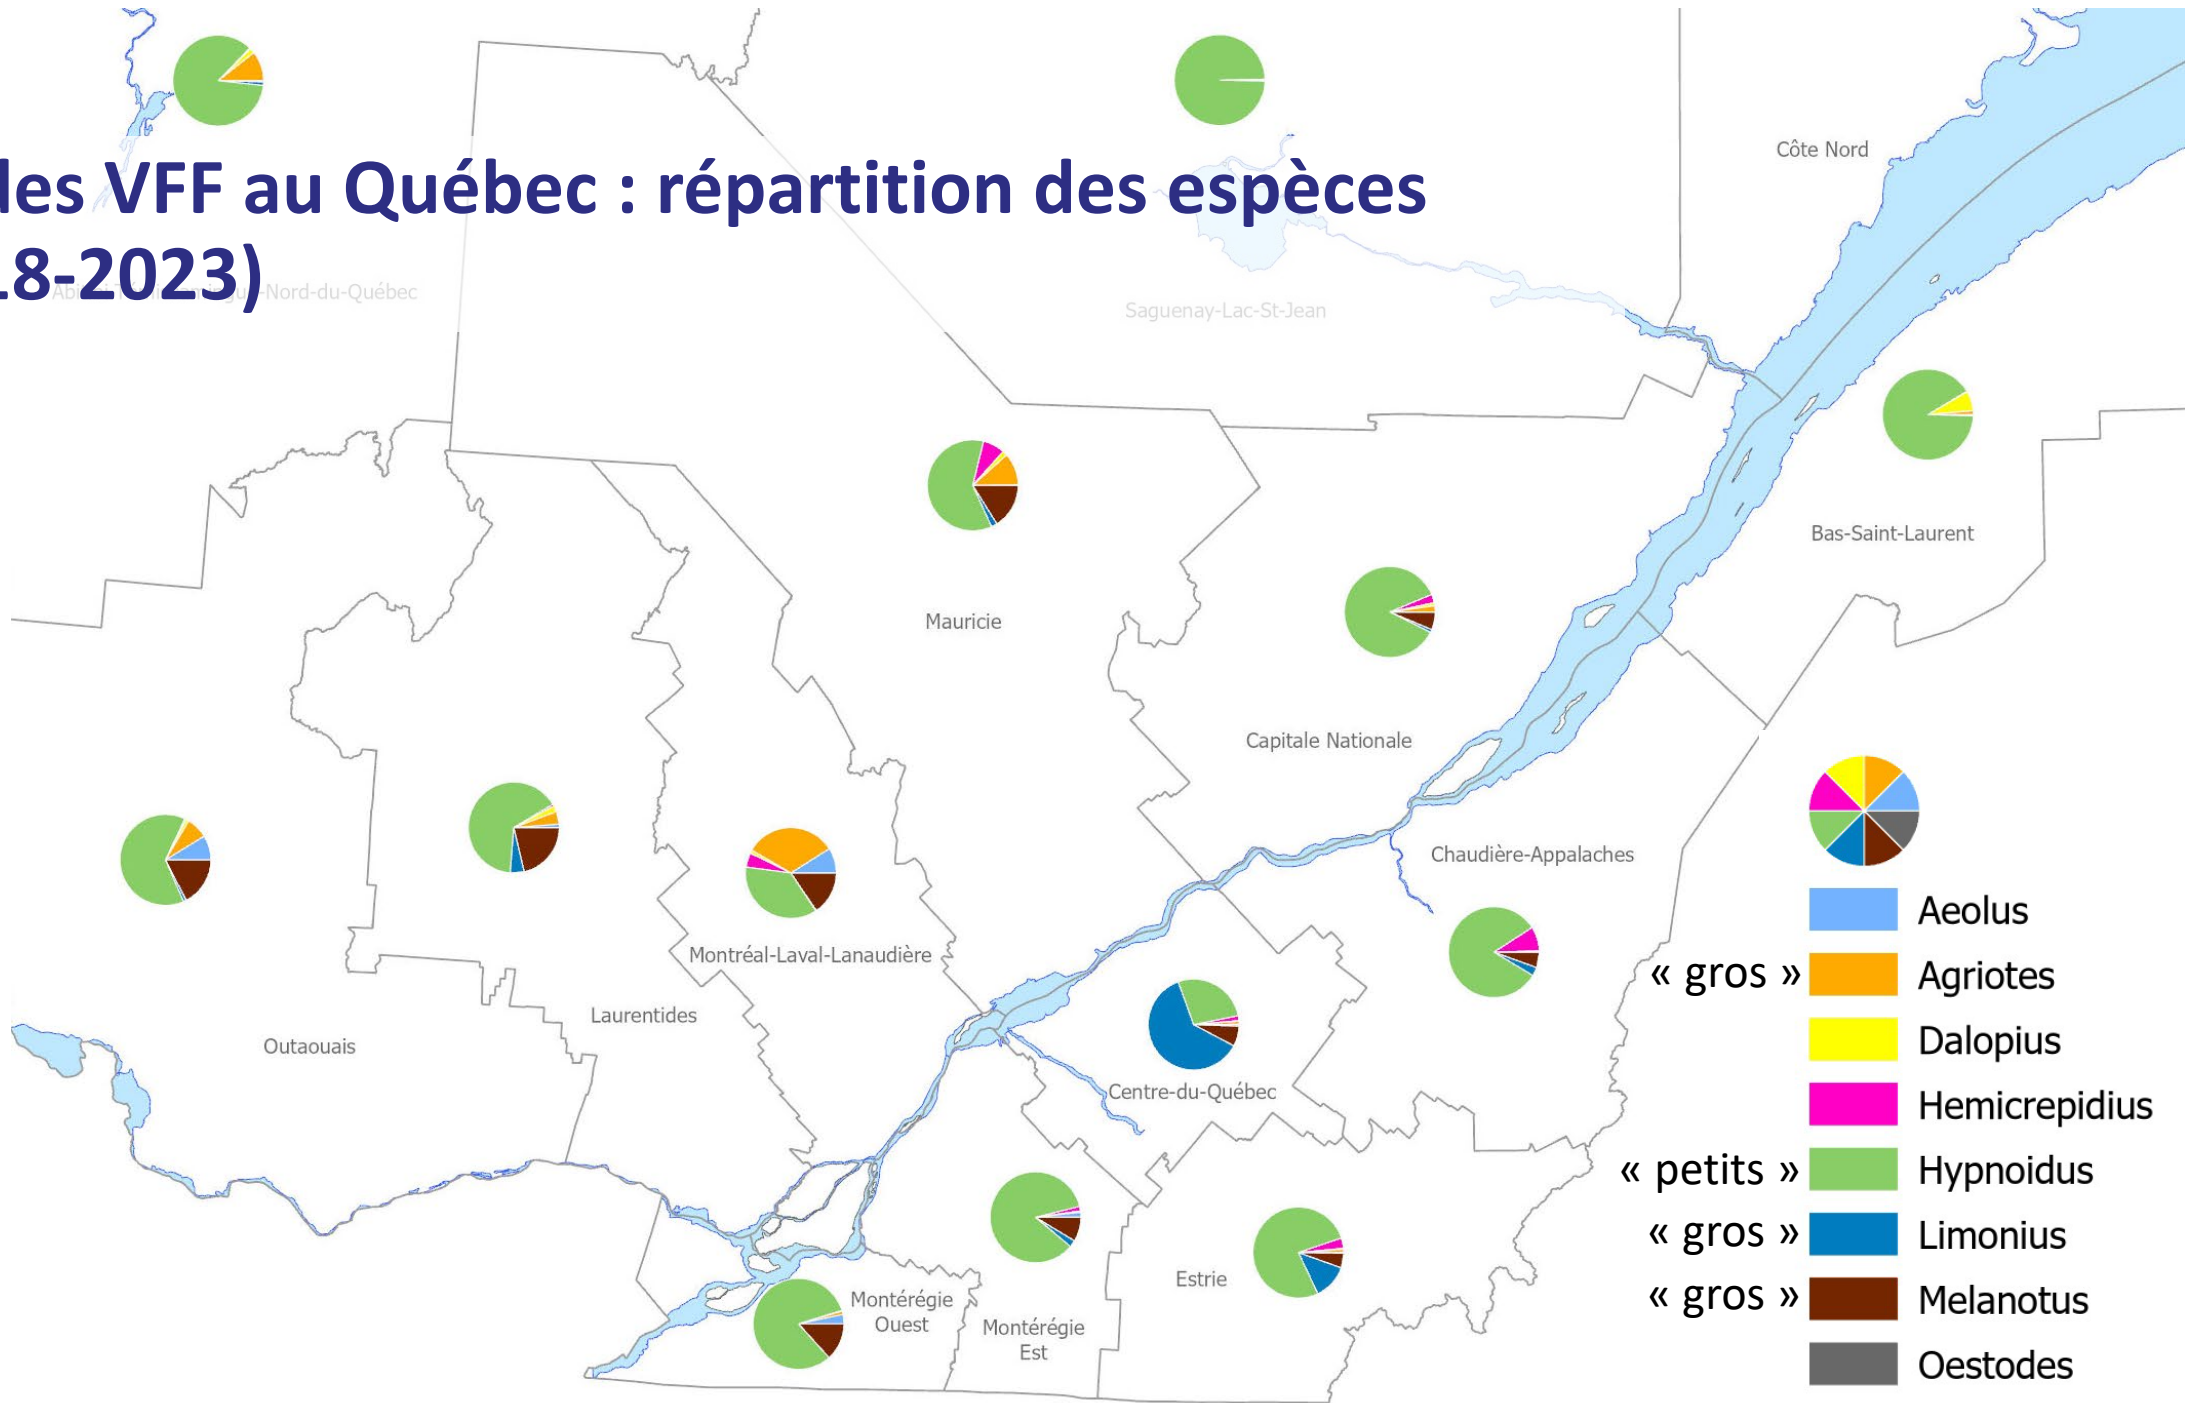 des VFF au Québec : répartition des espèces
18-2023)
Côte Nord
-Nord-du-Québec
Saguenay-Lac-St-Jean
Bas-Saint-Laurent
Mauricie
Capitale Nationale
Chaudière-Appalaches
Montréal-Laval-Lanaudière
Laurentides
Outaouais
Centre-du-Québec
Estrie
Montérégie
Ouest
Montérégie
Est
Aeolus
« gros » Agriotes
Dalopius
Hemicrepidius
« petits » Hypnoidus
« gros » Limonius
« gros » Melanotus
Oestodes